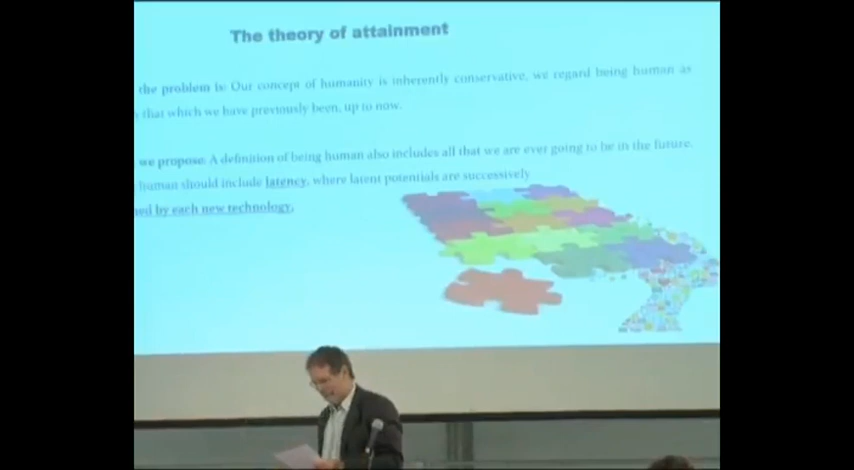 The theory of attainment
the problem is: Our concept of humanity is inherently conservative, we regard being human as
that which we have previously been, up to now.
we propose: A definition of being human also includes all that we are ever going to be in the future.
human should include latency, where latent potentials are successively
ned by each new technology.